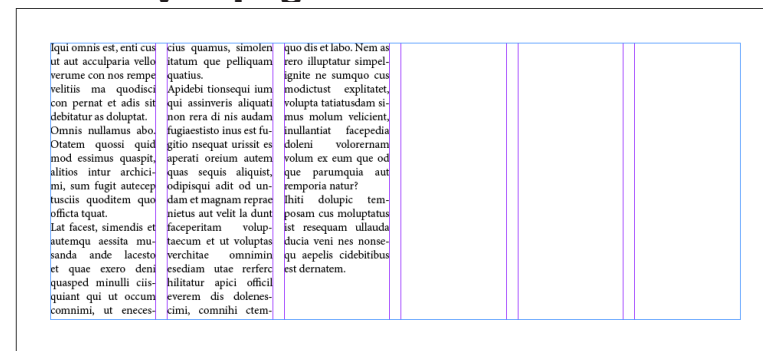 Iqui omnis est, enti cus
ut aut acculparia vello
verume con nos rempe
velitiis ma quodisci
con pernat et adis sit
debitatur as doluptat.
Omnis nullamus abo.
Otatem quossi quid
mod essimus quaspit,
alitios intur archici-
mi, sum fugit autecep
tusciis quoditem quo
officta tquat.
Lat facest, simendis et
autemqu aessita mu-
sanda ande lacesto
et quae exero deni
quasped minulli ciis-
quiant qui ut occum
comnimi, ut eneces-
cius quamus, simolen
itatum que pelliquam
quatius.
Apidebi tionsequi ium
qui assinveris aliquati
non rera di nis audam
fugiaestisto inus est fu-
gitio nsequat urissit es
aperati oreium autem
quas sequis aliquist,
odipisqui adit od un-
dam et magnam reprae
nietus aut velit la dunt
faceperitam volup-
taecum et ut voluptas
verchitae omnimin
esediam utae rerferc
hilitatur apici officil
everem dis dolenes-
cimi, comnihi ctem-
quo dis et labo. Nem as
rero illuptatur simpel-
ignite ne sumquo cus
modictust explitatet,
volupta tatiatusdam si-
mus molum velicient,
inullantiat facepedia
doleni volorernam
volum ex eum que od
que parumquia aut
remporia natur?
Ihiti dolupic tem-
posam cus moluptatus
ist resequam ullauda
ducia veni nes nonse-
qu aepelis cidebitibus
est dernatem.